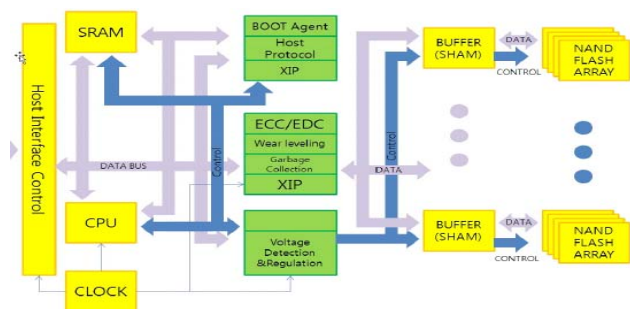 Host Interface Control
SRAM
CPU
CLOCK
DATA BUS
Control
BOOT Agent
Host
Protocol
XIP
ECC/EDC
Wear leveling
Garbage
Collection
XIP
Voltage
Detection
&Regulation
DATA
Control
BUFFER
(SHAM)
DATA
CONTROL
NAND
FLASH
ARRAY
BUFFER
(SHAM)
DATA
CONTROL
NAND
FLASH
ARRAY